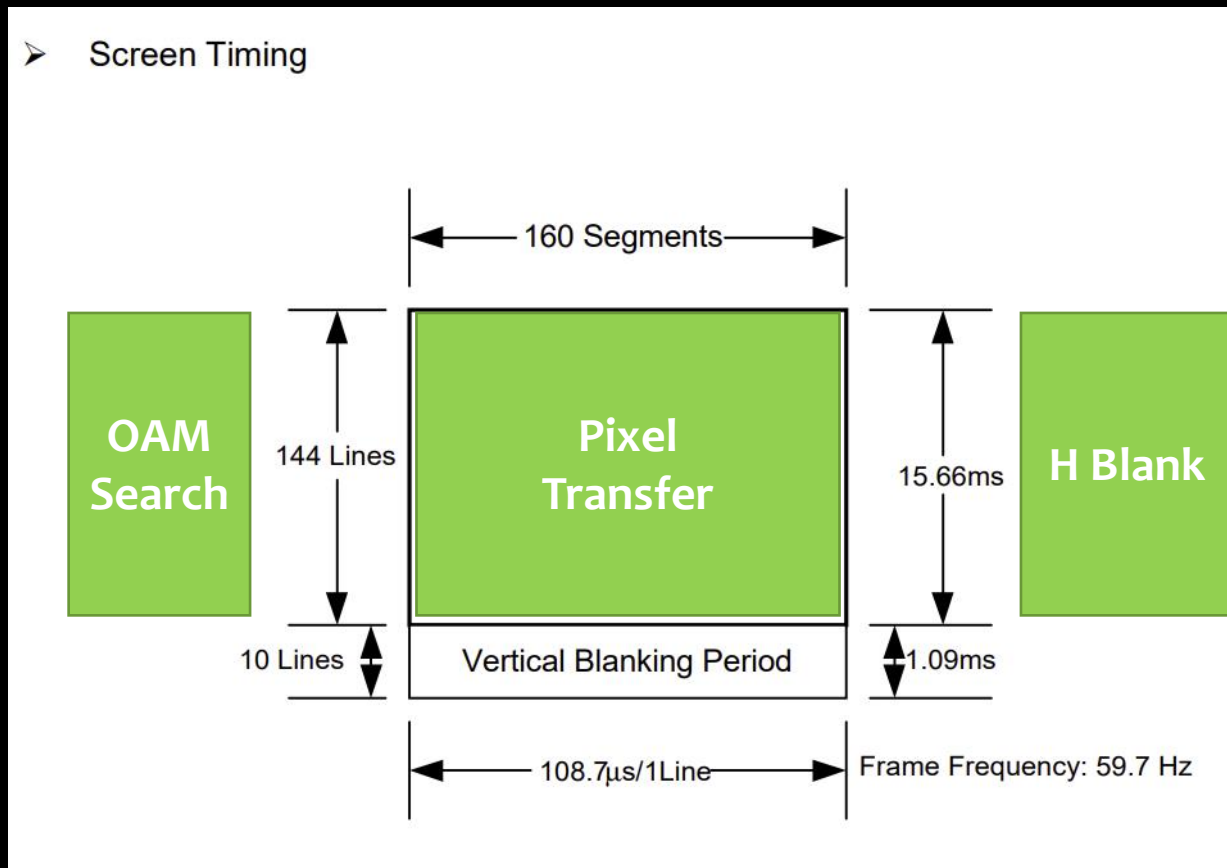 ➢ Screen Timing
160 Segments
OAM
Search
144 Lines
Pixel
Transfer
15.66ms
H Blank
10 Lines
Vertical Blanking Period
1.09ms
108.7μs/1Line
Frame Frequency: 59.7 Hz